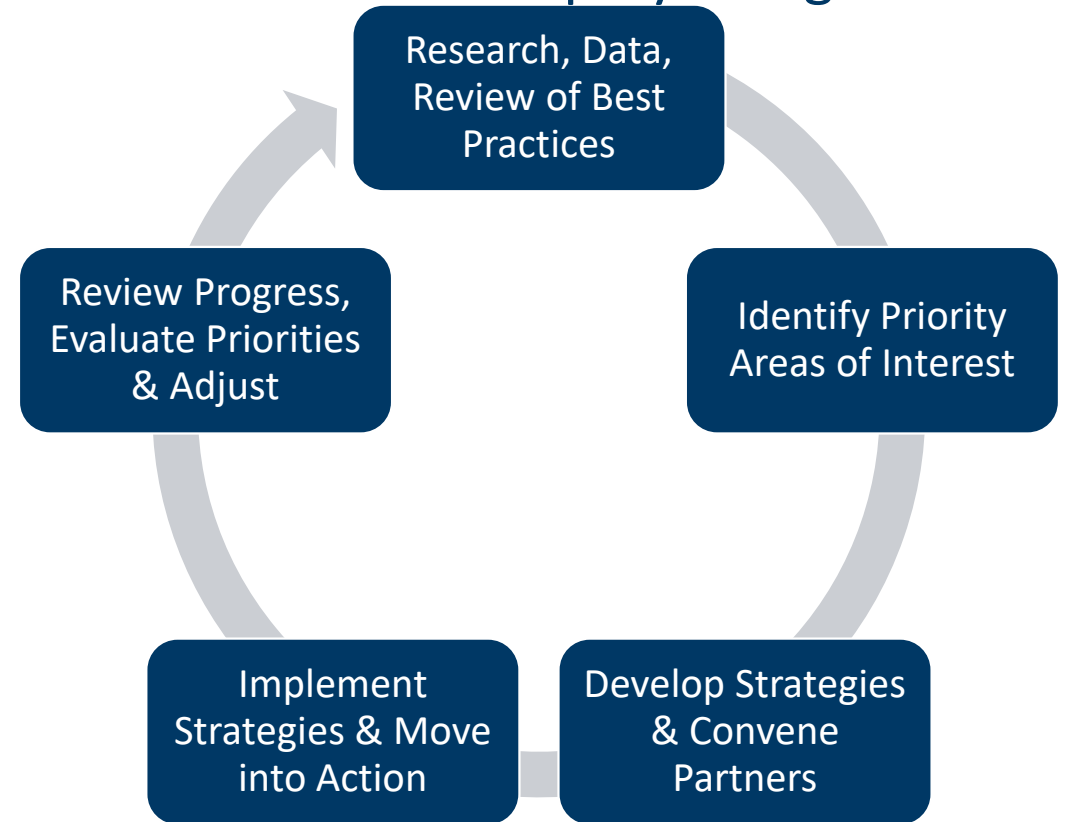 Research, Data,
Review of Best
Practices
Identify Priority
Areas of Interest
Develop Strategies
& Convene
Partners
Implement
Strategies & Move
into Action
Review Progress,
Evaluate Priorities
& Adjust